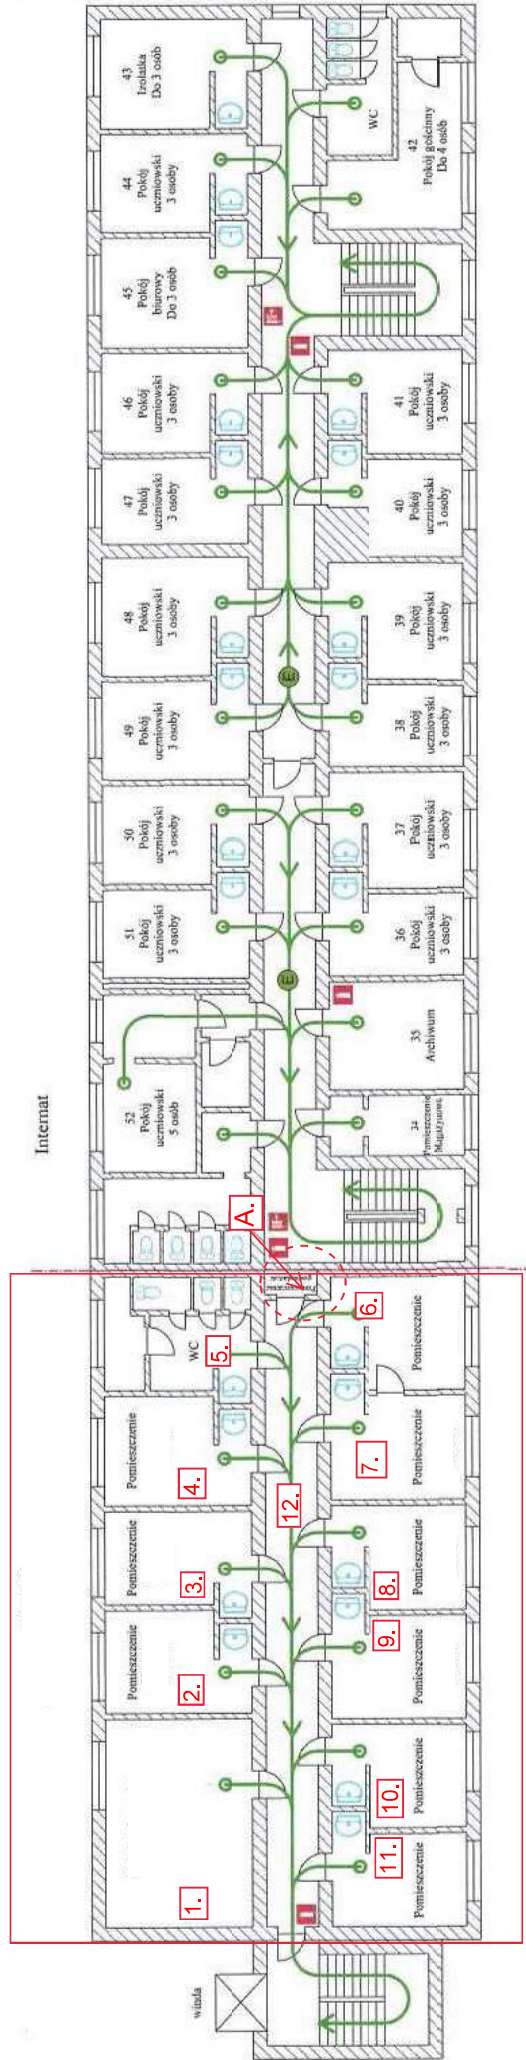 Internat
winda
1.
Pomieszczenie
2.
Pomieszczenie
3.
Pomieszczenie
4.
WC
5.
A.
52
Pokój
uczniowski
5 osób
51
Pokój
uczniowski
3 osoby
50
Pokój
uczniowski
3 osoby
49
Pokój
uczniowski
3 osoby
48
Pokój
uczniowski
3 osoby
47
Pokój
uczniowski
3 osoby
46
Pokój
uczniowski
3 osoby
45
Pokój
biurowy
Do 3 osób
44
Pokój
uczniowski
3 osoby
43
Izolatka
Do 3 osób
12.
E
E
11.
Pomieszczenie
10.
Pomieszczenie
9.
Pomieszczenie
8.
Pomieszczenie
7.
Pomieszczenie
6.
Pomieszczenie
34
Pomieszczenie
Magazynowe
35
Archiwum
36
Pokój
uczniowski
3 osoby
37
Pokój
uczniowski
3 osoby
38
Pokój
uczniowski
3 osoby
39
Pokój
uczniowski
3 osoby
40
Pokój
uczniowski
3 osoby
41
Pokój
uczniowski
3 osoby
WC
42
Pokój gościnny
Do 4 osób